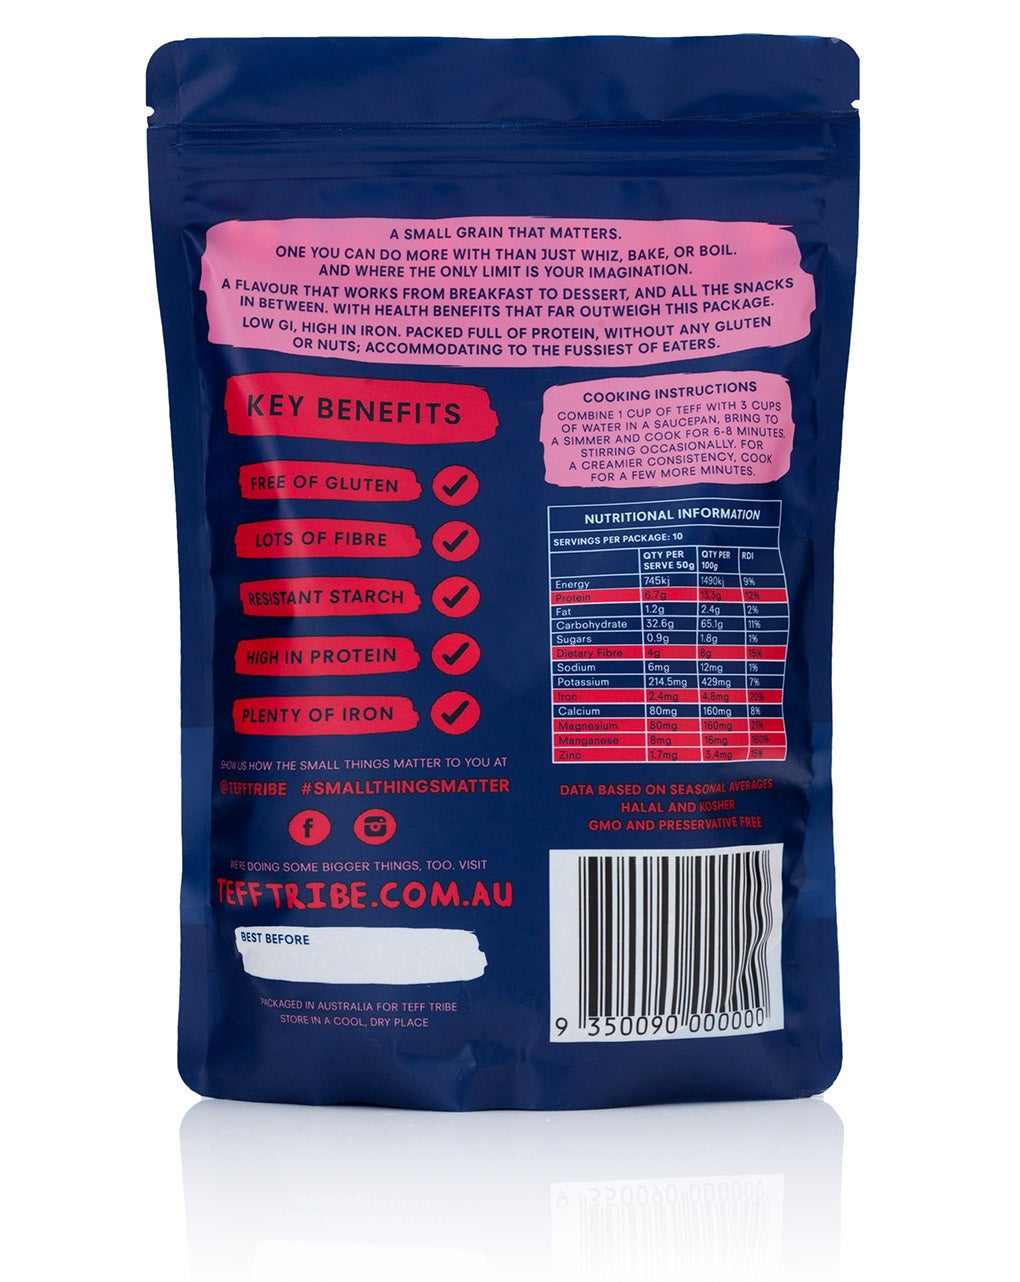 A SMALL GRAIN THAT MATTERS.
ONE YOU CAN DO MORE WITH THAN JUST WHIZ, BAKE, OR BOIL.
AND WHERE THE ONLY LIMIT IS YOUR IMAGINATION.
A FLAVOUR THAT WORKS FROM BREAKFAST TO DESSERT, AND ALL THE SNACKS
IN BETWEEN. WITH HEALTH BENEFITS THAT FAR OUTWEIGH THIS PACKAGE.
LOW GI, HIGH IN IRON. PACKED FULL OF PROTEIN, WITHOUT ANY GLUTEN
OR NUTS; ACCOMMODATING TO THE FUSSIEST OF EATERS.
KEY BENEFITS
FREE OF GLUTEN
LOTS OF FIBRE
RESISTANT STARCH
HIGH IN PROTEIN
PLENTY OF IRON
SHOW US HOW THE SMALL THINGS MATTER TO YOU AT
@TEFFTRIBE #SMALLTHINGSMATTER
f
WE'RE DOING SOME BIGGER THINGS, TOO. VISIT
TEFFTRIBE.COM.AU
BEST BEFORE
PACKAGED IN AUSTRALIA FOR TEFF TRIBE
STORE IN A COOL, DRY PLACE
COOKING INSTRUCTIONS
COMBINE 1 CUP OF TEFF WITH 3 CUPS
OF WATER IN A SAUCEPAN, BRING TO
A SIMMER AND COOK FOR 6-8 MINUTES,
STIRRING OCCASIONALLY. FOR
A CREAMIER CONSISTENCY, COOK
FOR A FEW MORE MINUTES.
NUTRITIONAL INFORMATION
SERVINGS PER PACKAGE: 10
QTY PER SERVE 50g QTY PER 100g RDI
Energy 745kj 1490kj 9%
Protein 6.7g 13.3g 12%
Fat 1.2g 2.4g 2%
Carbohydrate 32.6g 65.1g 11%
Sugars 0.9g 1.8g 1%
Dietary Fibre 4g 8g 15%
Sodium 6mg 12mg 1%
Potassium 214.5mg 429mg 7%
Iron 2.4mg 4.8mg 20%
Calcium 80mg 160mg 8%
Magnesium 80mg 160mg 21%
Manganese 8mg 16mg 160%
Zinc 1.7mg 3.4mg 15%
DATA BASED ON SEASONAL AVERAGES
HALAL AND KOSHER
GMO AND PRESERVATIVE FREE
9 350090 000000